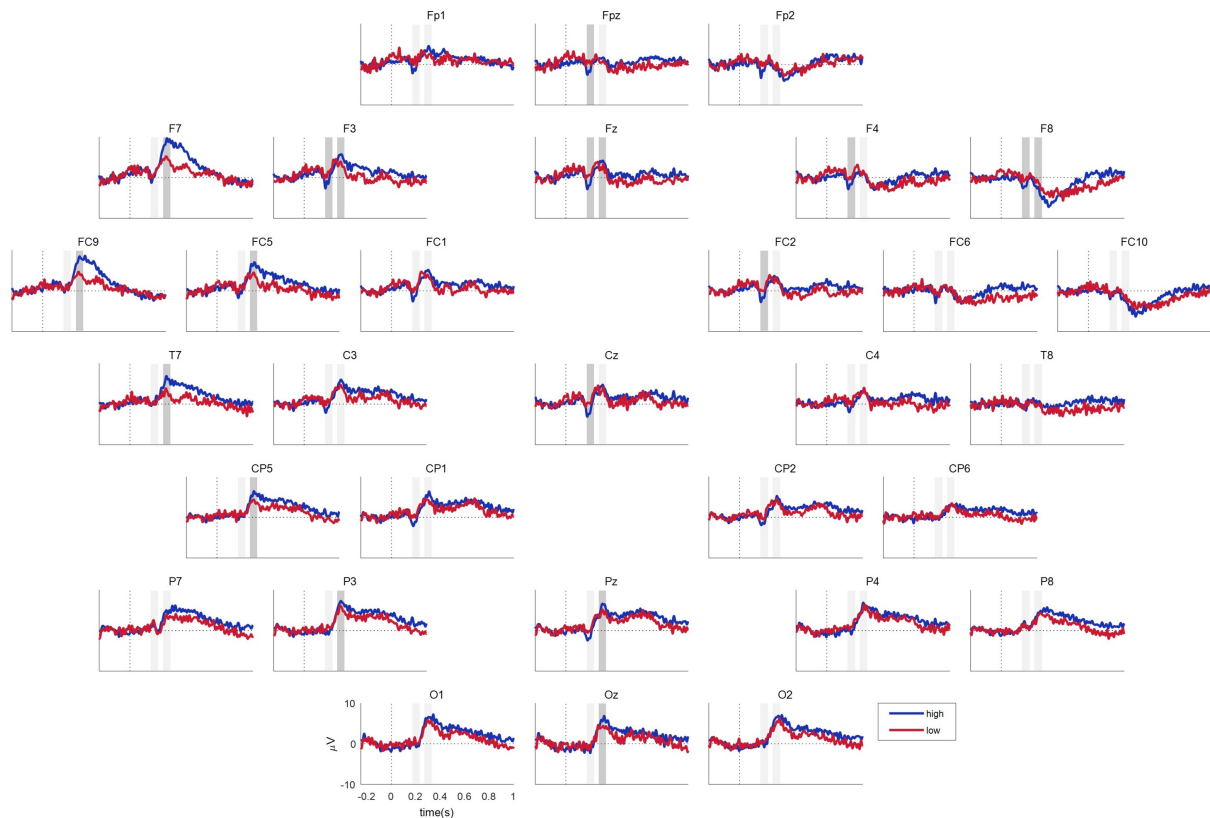 Fp1 Fpz Fp2
F7 F3 Fz F4 F8
FC9 FC5 FC1 FC2 FC6 FC10
T7 C3 Cz C4 T8
CP5 CP1 CP2 CP6
P7 P3 Pz P4 P8
O1 Oz O2
10
0
-10
μV
-0.2 0 0.2 0.4 0.6 0.8 1
time(s)
high
low